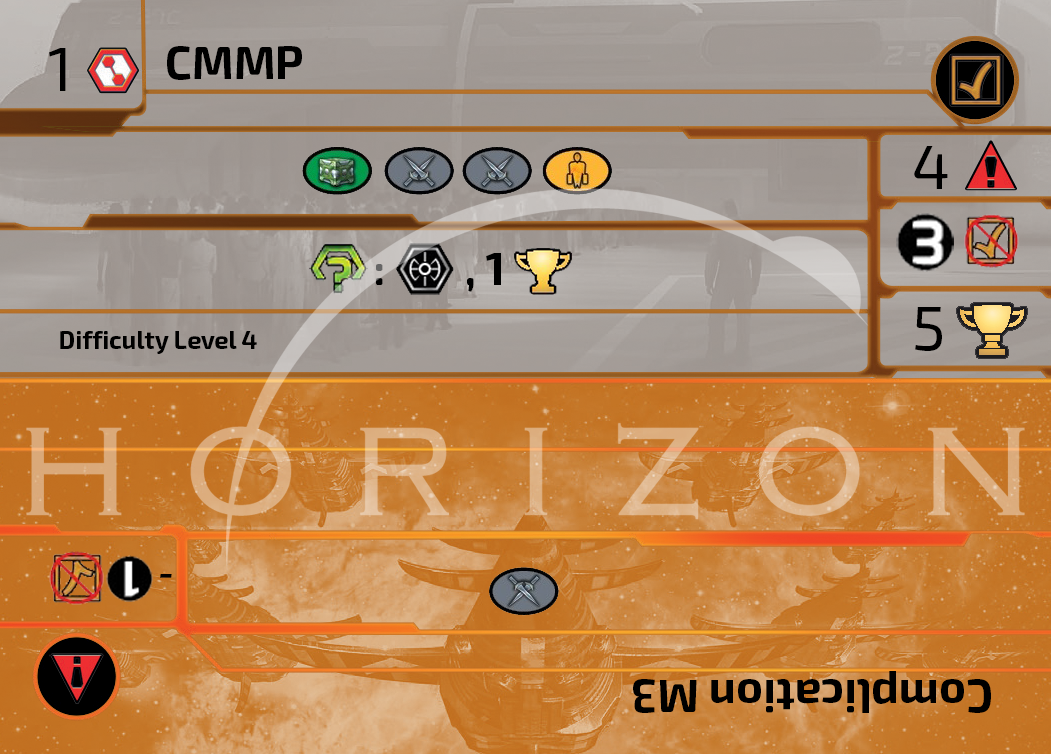 1 CMMP
4
3
: , 1
5
Difficulty Level 4
HORIZON
1 -
Complication M3